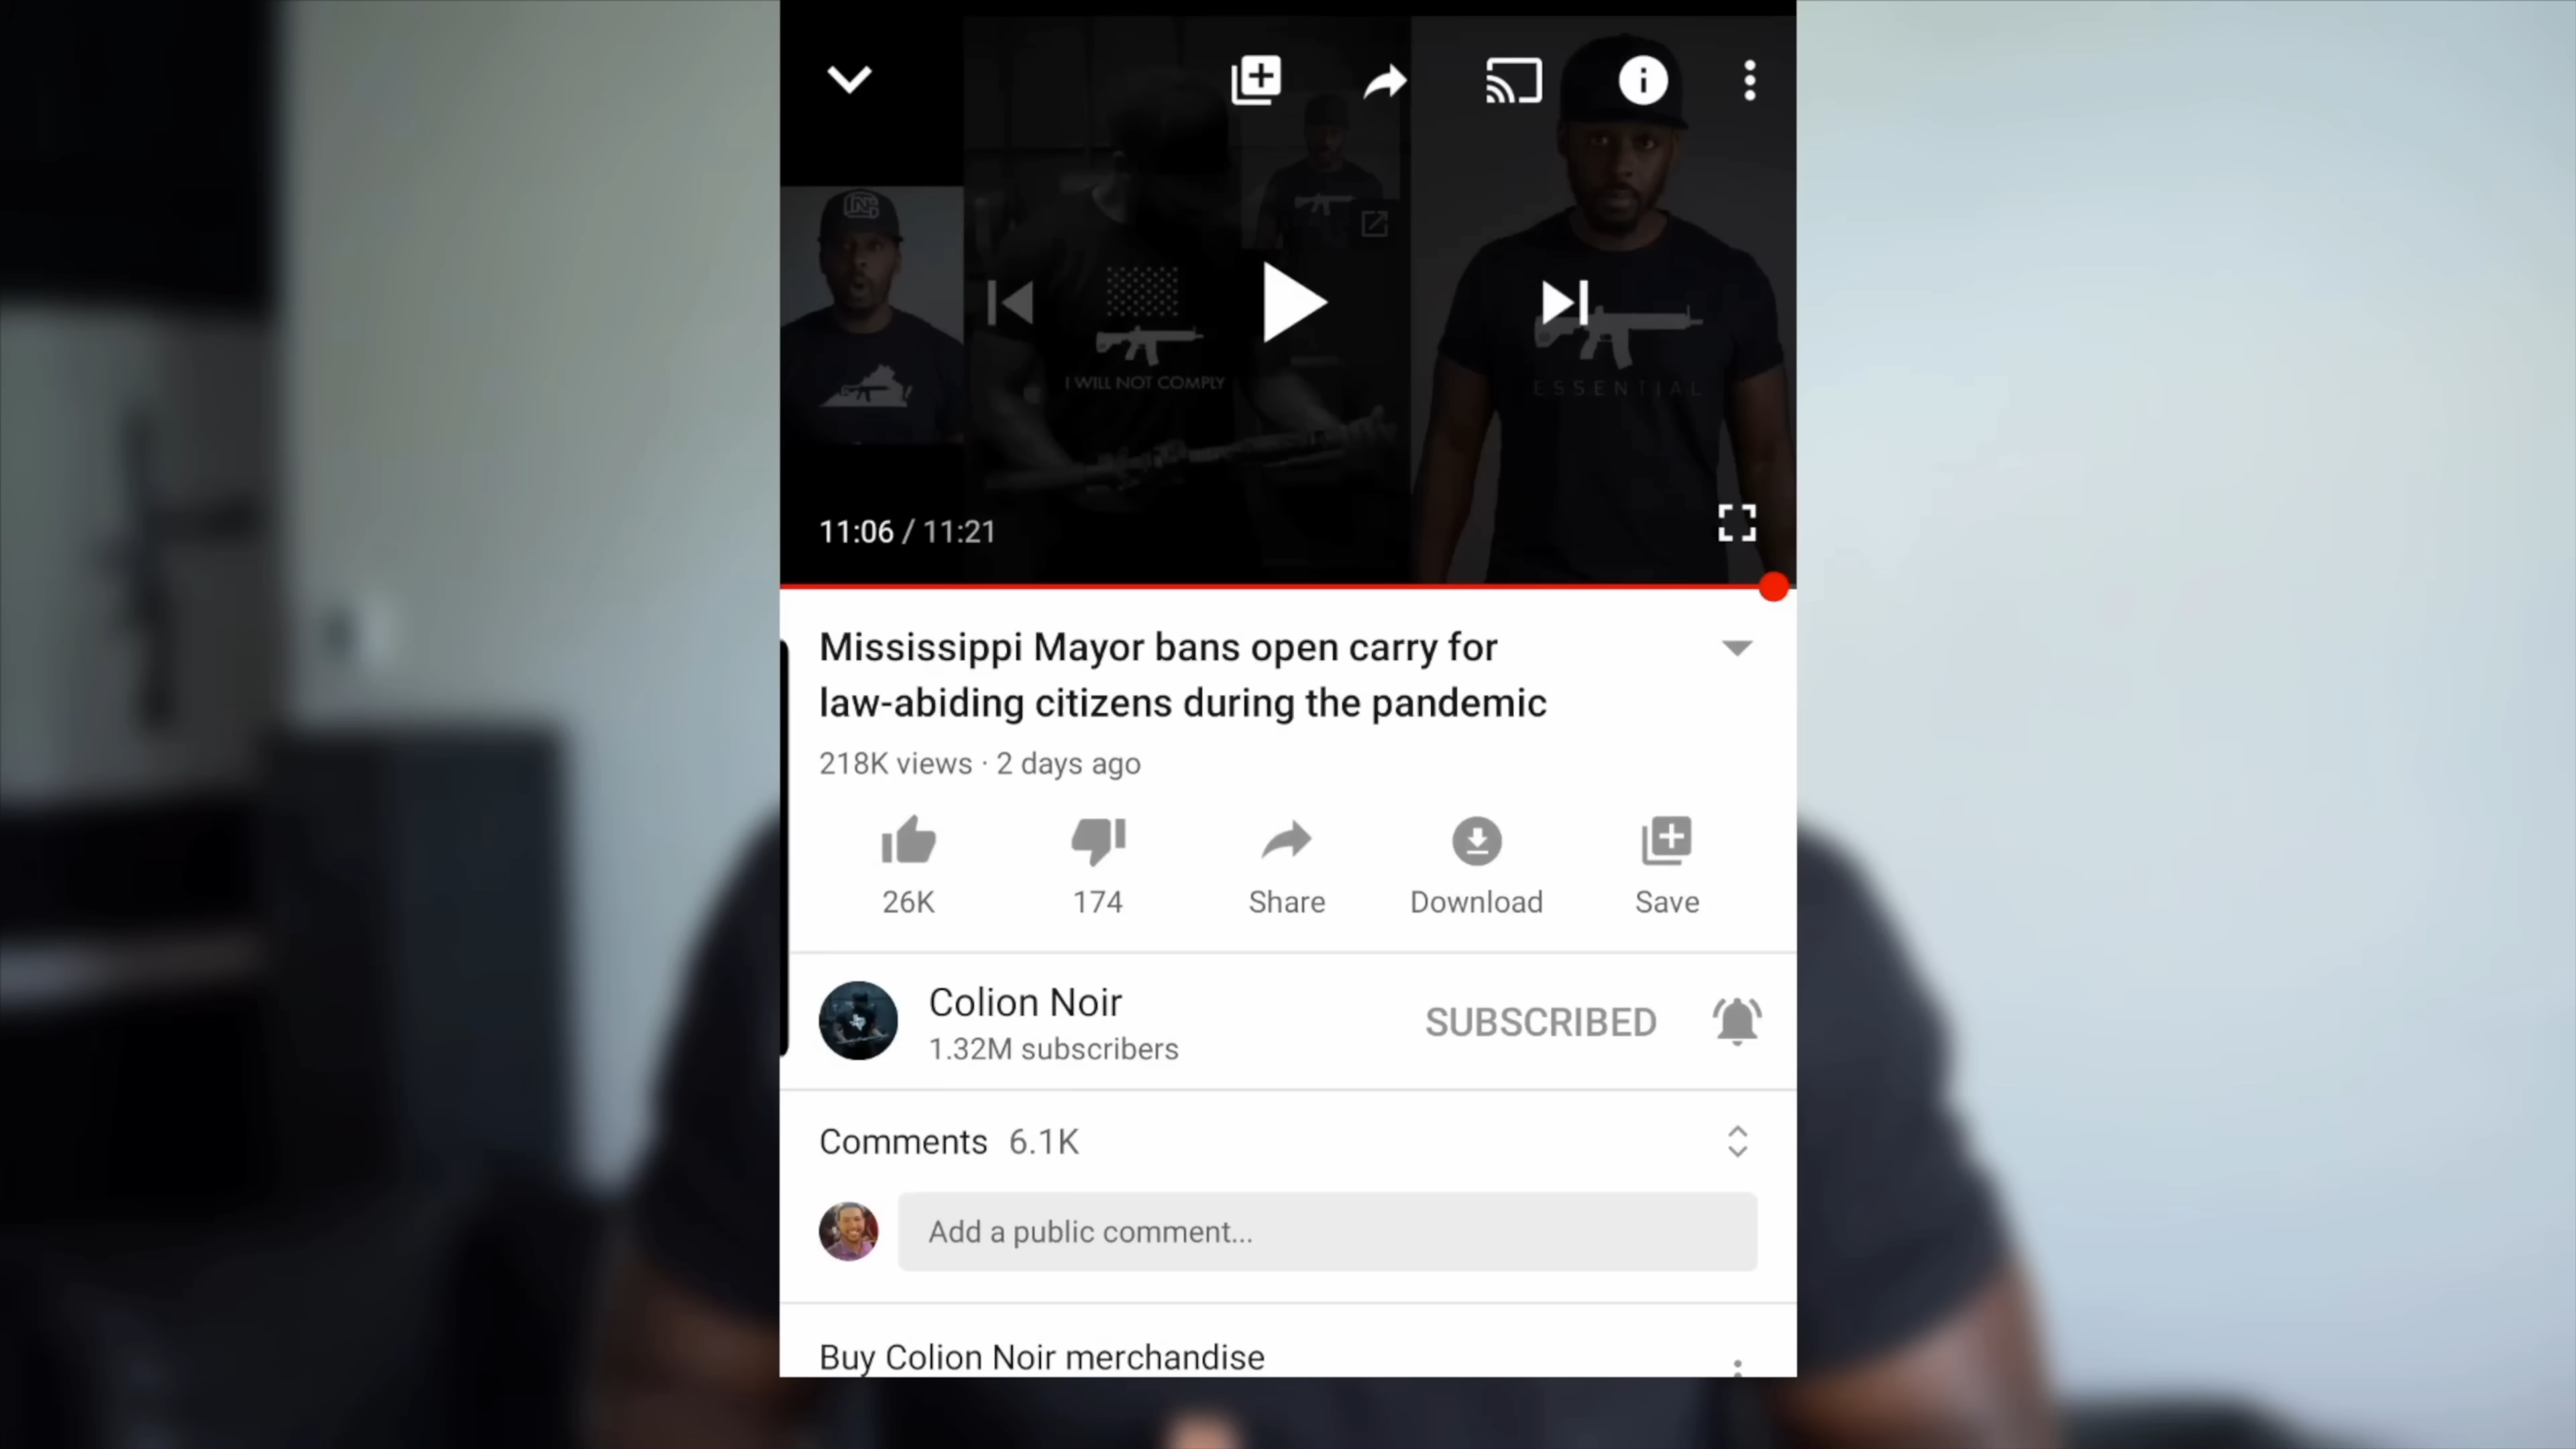 CN
I WILL NOT COMPLY
ESSENTIAL
11:06 / 11:21
Mississippi Mayor bans open carry for
law-abiding citizens during the pandemic
218K views · 2 days ago
26K
174
Share
Download
Save
Colion Noir
1.32M subscribers
SUBSCRIBED
Comments 6.1K
Add a public comment...
Buy Colion Noir merchandise